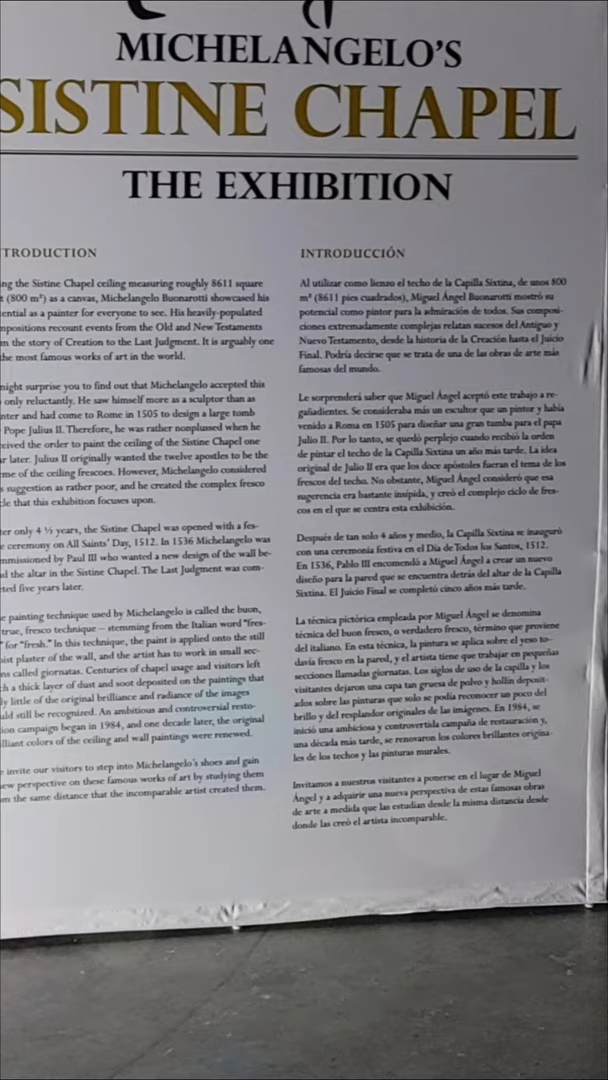 MICHELANGELO'S
SISTINE CHAPEL
THE EXHIBITION
TRODUCTION
ng the Sistine Chapel ceiling measuring roughly 8611 square
t (800 m²) as a canvas, Michelangelo Buonarotti showcased his
ential as a painter for everyone to see. His heavily-populated
mpositions recount events from the Old and New Testaments
m the story of Creation to the Last Judgment. It is arguably one
the most famous works of art in the world.
night surprise you to find out that Michelangelo accepted this
only reluctantly. He saw himself more as a sculptor than as
nter and had come to Rome in 1505 to design a large tomb
Pope Julius II. Therefore, he was rather nonplussed when he
ceived the order to paint the ceiling of the Sistine Chapel one
ar later. Julius II originally wanted the twelve apostles to be the
me of the ceiling frescoes. However, Michelangelo considered
s suggestion as rather poor, and he created the complex fresco
cle that this exhibition focuses upon.
ter only 4 ½ years, the Sistine Chapel was opened with a fes-
e ceremony on All Saints' Day, 1512. In 1536 Michelangelo was
mmissioned by Paul III who wanted a new design of the wall be-
d the altar in the Sistine Chapel. The Last Judgment was com-
ted five years later.
e painting technique used by Michelangelo is called the buon,
true, fresco technique – stemming from the Italian word "fres-
" for "fresh." In this technique, the paint is applied onto the still
ist plaster of the wall, and the artist has to work in small sec-
ns called giornatas. Centuries of chapel usage and visitors left
h a thick layer of dust and soot deposited on the paintings that
ly little of the original brilliance and radiance of the images
uld still be recognized. An ambitious and controversial resto-
ion campaign began in 1984, and one decade later, the original
lliant colors of the ceiling and wall paintings were renewed.
e invite our visitors to step into Michelangelo's shoes and gain
ew perspective on these famous works of art by studying them
m the same distance that the incomparable artist created them.
INTRODUCCIÓN
Al utilizar como lienzo el techo de la Capilla Sixtina, de unos 800
m² (8611 pies cuadrados), Miguel Ángel Buonarotti mostró su
potencial como pintor para la admiración de todos. Sus composi-
ciones extremadamente complejas relatan sucesos del Antiguo y
Nuevo Testamento, desde la historia de la Creación hasta el Juicio
Final. Podría decirse que se trata de una de las obras de arte más
famosas del mundo.
Le sorprenderá saber que Miguel Ángel aceptó este trabajo a re-
gañadientes. Se consideraba más un escultor que un pintor y había
venido a Roma en 1505 para diseñar una gran tumba para el papa
Julio II. Por lo tanto, se quedó perplejo cuando recibió la orden
de pintar el techo de la Capilla Sixtina un año más tarde. La idea
original de Julio II era que los doce apóstoles fueran el tema de los
frescos del techo. No obstante, Miguel Ángel consideró que esa
sugerencia era bastante insípida, y creó el complejo ciclo de fres-
cos en el que se centra esta exhibición.
Después de tan solo 4 años y medio, la Capilla Sixtina se inauguró
con una ceremonia festiva en el Día de Todos los Santos, 1512.
En 1536, Pablo III encomendó a Miguel Ángel a crear un nuevo
diseño para la pared que se encuentra detrás del altar de la Capilla
Sixtina. El Juicio Final se completó cinco años más tarde.
La técnica pictórica empleada por Miguel Ángel se denomina
técnica del buon fresco, o verdadero fresco, término que proviene
del italiano. En esta técnica, la pintura se aplica sobre el yeso to-
davía fresco en la pared, y el artista tiene que trabajar en pequeñas
secciones llamadas giornatas. Los siglos de uso de la capilla y los
visitantes dejaron una capa tan gruesa de polvo y hollín deposit-
ados sobre las pinturas que solo se podía reconocer un poco del
brillo y del resplandor originales de las imágenes. En 1984, se
inició una ambiciosa y controvertida campaña de restauración y,
una década más tarde, se renovaron los colores brillantes origina-
les de los techos y las pinturas murales.
Invitamos a nuestros visitantes a ponerse en el lugar de Miguel
Ángel y a adquirir una nueva perspectiva de estas famosas obras
de arte a medida que las estudian desde la misma distancia desde
donde las creó el artista incomparable.